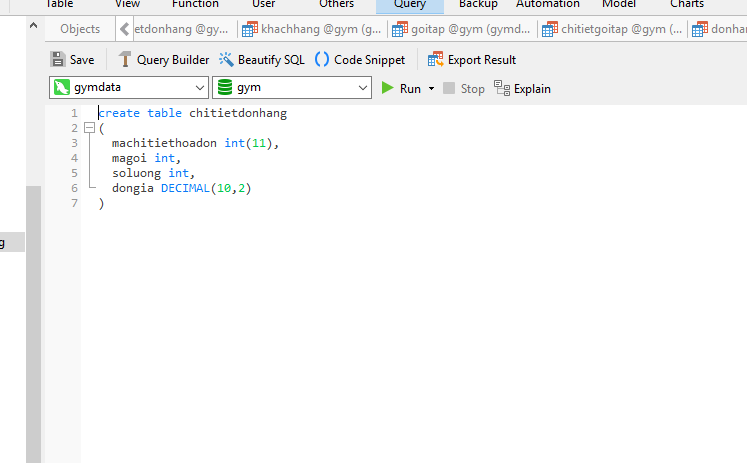 Table View Function User Others Query Backup Automation Model Charts
Objects etdonhang @gy... khachhang @gym (g... goitap @gym (gymd... chitietgoitap @gym (... donhan
Save Query Builder Beautify SQL () Code Snippet Export Result
gymdata gym Run Stop Explain
1 create table chitietdonhang
2 (
3 machitiethoadon int(11),
4 magoi int,
5 soluong int,
6 dongia DECIMAL(10,2)
7 )
g